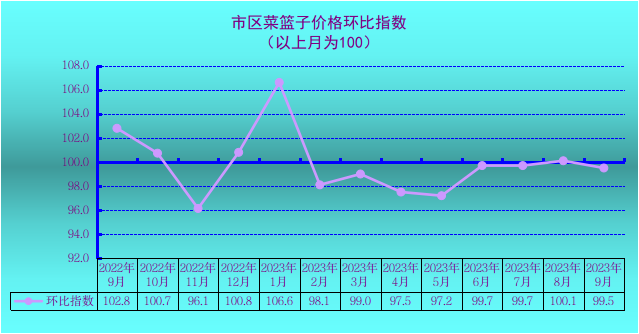 市区菜篮子价格环比指数
（以上月为100）
108.0
106.0
104.0
102.0
100.0
98.0
96.0
94.0
92.0
2022年 2022年 2022年 2022年 2023年 2023年 2023年 2023年 2023年 2023年 2023年 2023年 2023年
9月 10月 11月 12月 1月 2月 3月 4月 5月 6月 7月 8月 9月
环比指数 102.8 100.7 96.1 100.8 106.6 98.1 99.0 97.5 97.2 99.7 99.7 100.1 99.5